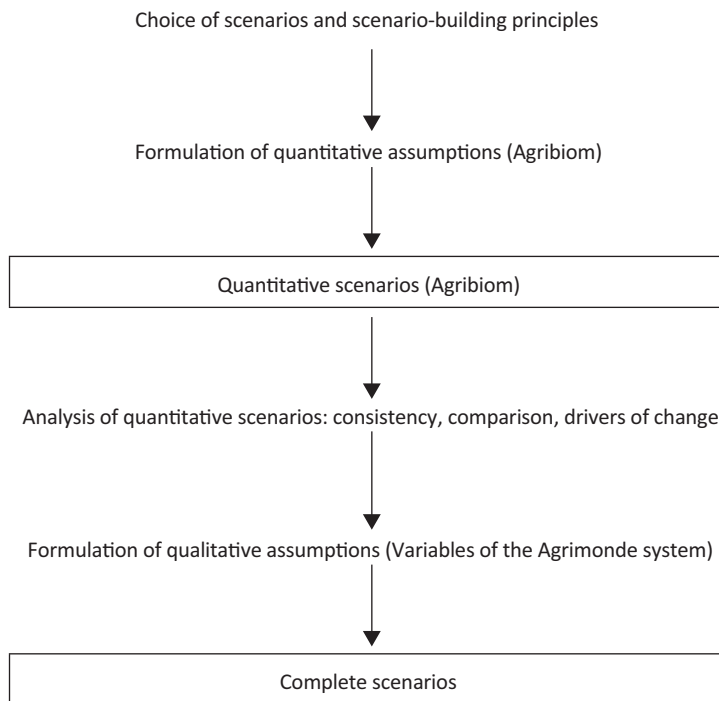 Choice of scenarios and scenario-building principles
Formulation of quantitative assumptions (Agribiom)
Quantitative scenarios (Agribiom)
Analysis of quantitative scenarios: consistency, comparison, drivers of change
Formulation of qualitative assumptions (Variables of the Agrimonde system)
Complete scenarios